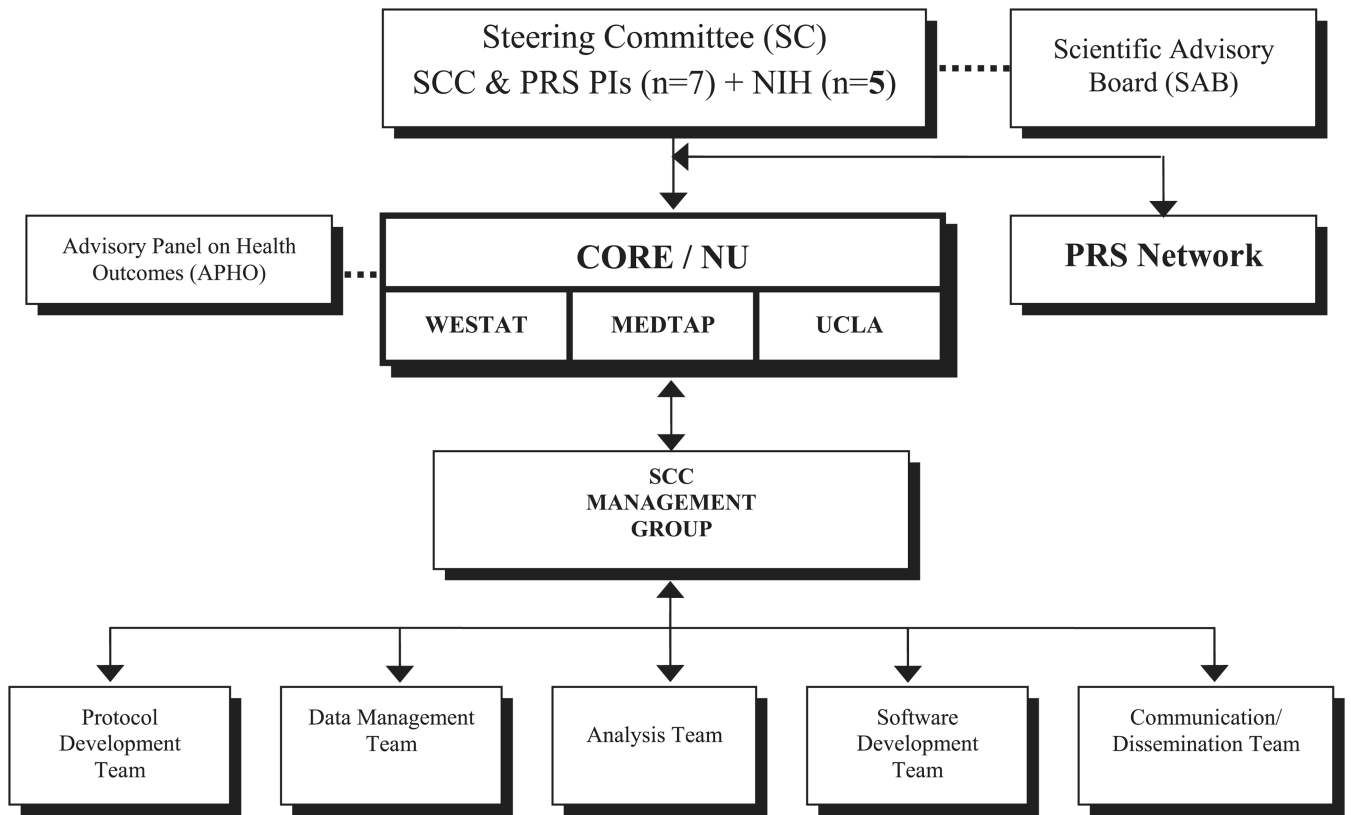 Steering Committee (SC)
SCC & PRS PIs (n=7) + NIH (n=5)
Scientific Advisory
Board (SAB)
Advisory Panel on Health
Outcomes (APHO)
CORE / NU
WESTAT
MEDTAP
UCLA
PRS Network
SCC
MANAGEMENT
GROUP
Protocol
Development
Team
Data Management
Team
Analysis Team
Software
Development
Team
Communication/
Dissemination Team